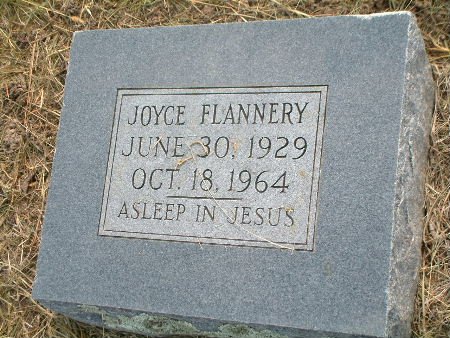 JOYCE FLANNERY
JUNE 30, 1929
OCT. 18, 1964
ASLEEP IN JESUS